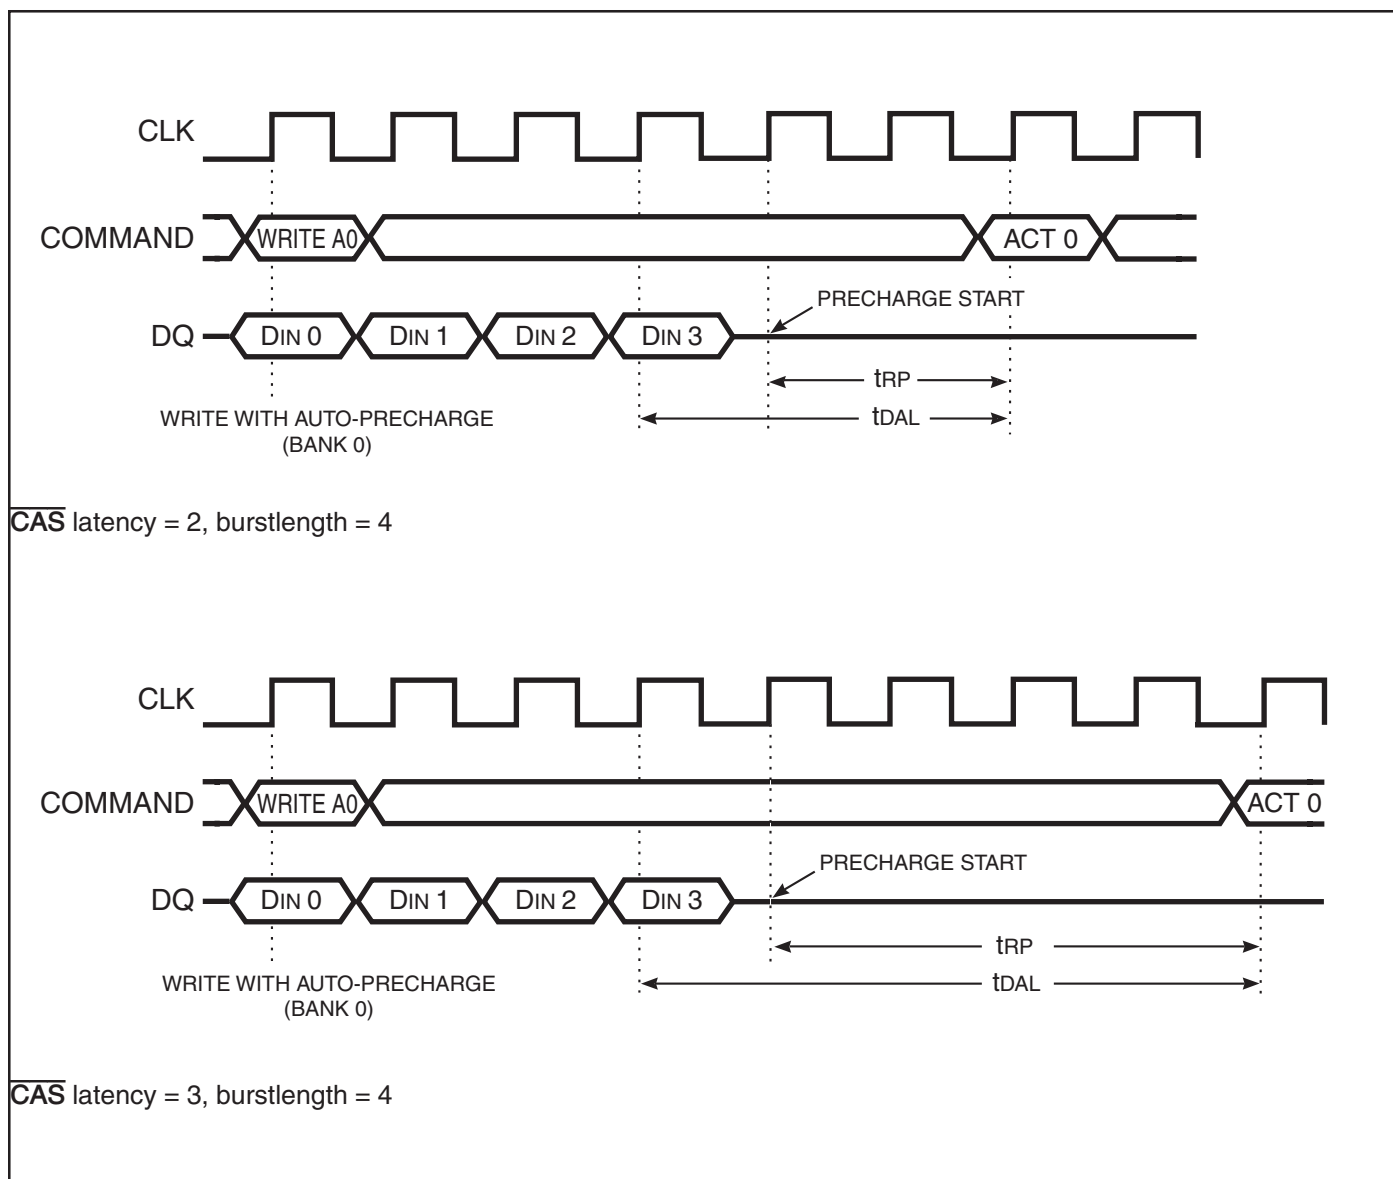 CLK
COMMAND WRITE A0 ACT 0
PRECHARGE START
DQ DIN 0 DIN 1 DIN 2 DIN 3
tRP
WRITE WITH AUTO-PRECHARGE tDAL
(BANK 0)
CAS latency = 2, burstlength = 4
CLK
COMMAND WRITE A0 ACT 0
PRECHARGE START
DQ DIN 0 DIN 1 DIN 2 DIN 3
tRP
WRITE WITH AUTO-PRECHARGE tDAL
(BANK 0)
CAS latency = 3, burstlength = 4